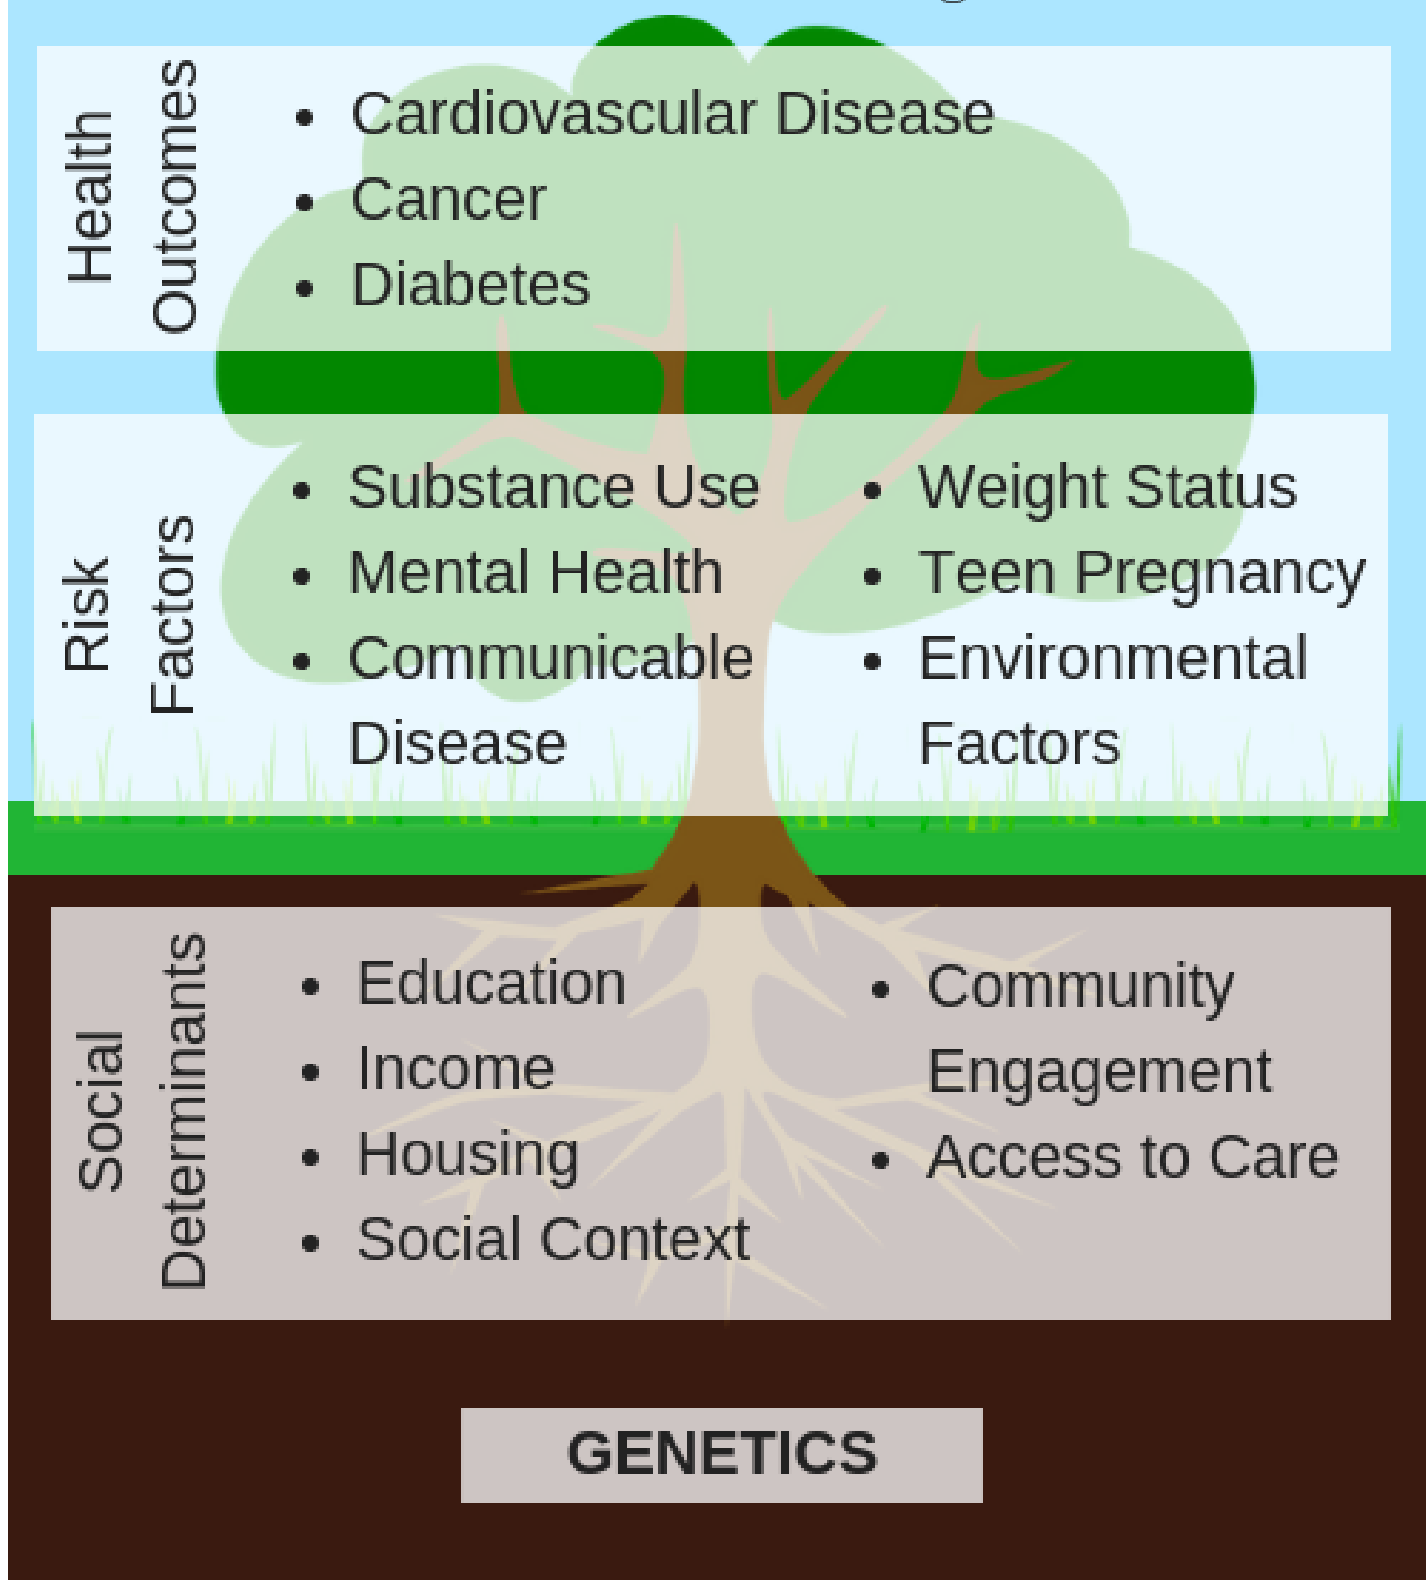 Health
Outcomes
• Cardiovascular Disease
• Cancer
• Diabetes
Risk
Factors
• Substance Use
• Mental Health
• Communicable
Disease
• Weight Status
• Teen Pregnancy
• Environmental
Factors
Social
Determinants
• Education
• Income
• Housing
• Social Context
• Community
Engagement
• Access to Care
GENETICS